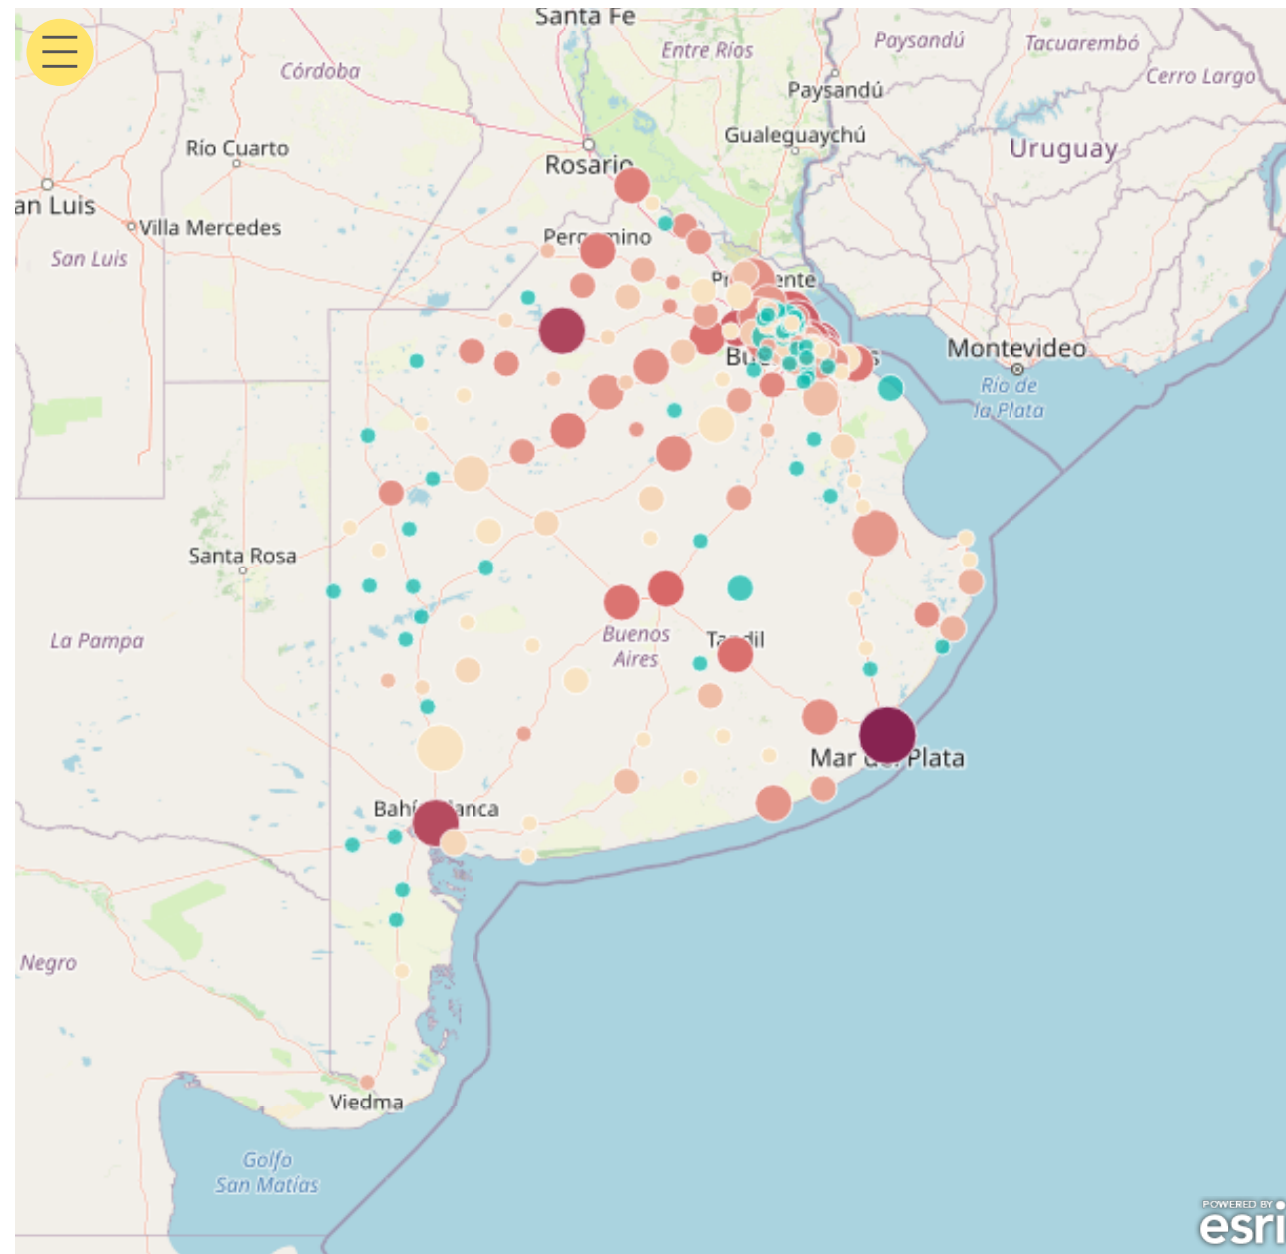 Santa Fe
Entre Ríos
Paysandú
Tacuarembó
Córdoba
Cerro Largo
Paysandú
Gualeguaychú
Río Cuarto
Rosario
Uruguay
an Luis
Villa Mercedes
San Luis
Montevideo
Río de
la Plata
Santa Rosa
La Pampa
Buenos
Aires
Mar del Plata
Negro
Viedma
Golfo
San Matías
POWERED BY
esri